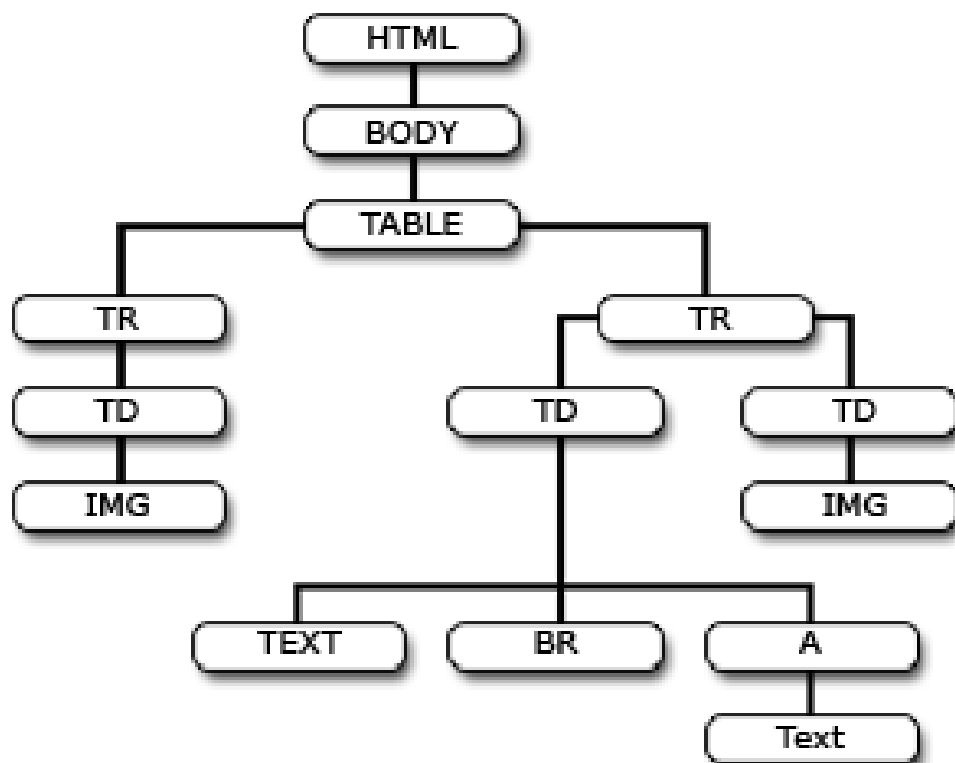 HTML
BODY
TABLE
TR
TR
TD
TD
TD
IMG
IMG
TEXT
BR
A
Text